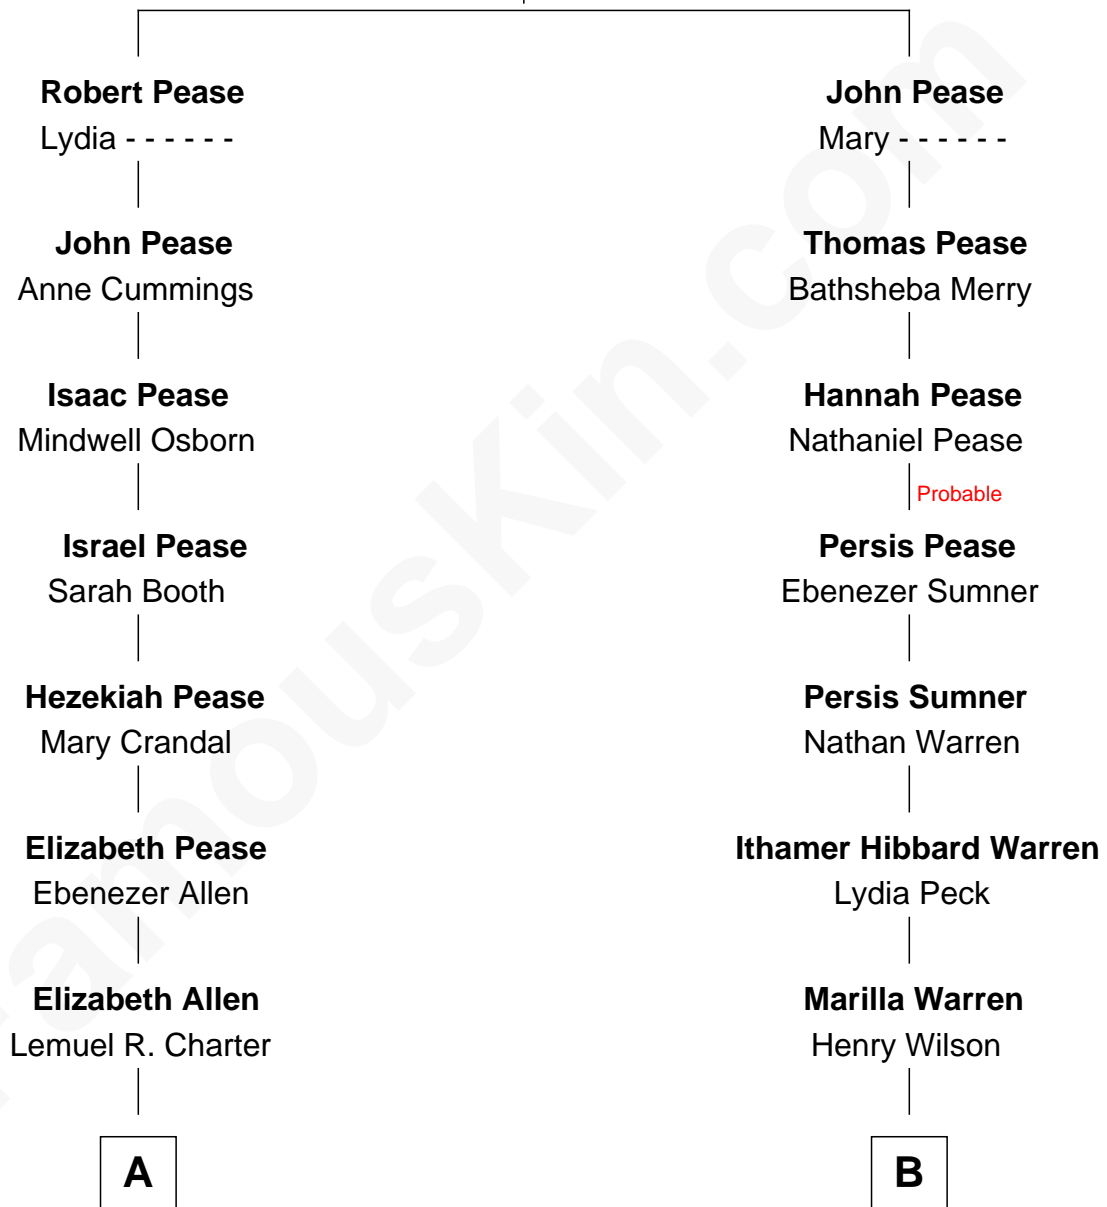 Robert Pease
Lydia - - - - - -
John Pease
Anne Cummings
Isaac Pease
Mindwell Osborn
Israel Pease
Sarah Booth
Hezekiah Pease
Mary Crandal
Elizabeth Pease
Ebenezer Allen
Elizabeth Allen
Lemuel R. Charter
A
John Pease
Mary - - - - - -
Thomas Pease
Bathsheba Merry
Hannah Pease
Nathaniel Pease
Probable
Persis Pease
Ebenezer Sumner
Persis Sumner
Nathan Warren
Ithamer Hibbard Warren
Lydia Peck
Marilla Warren
Henry Wilson
B
FamousKin.com